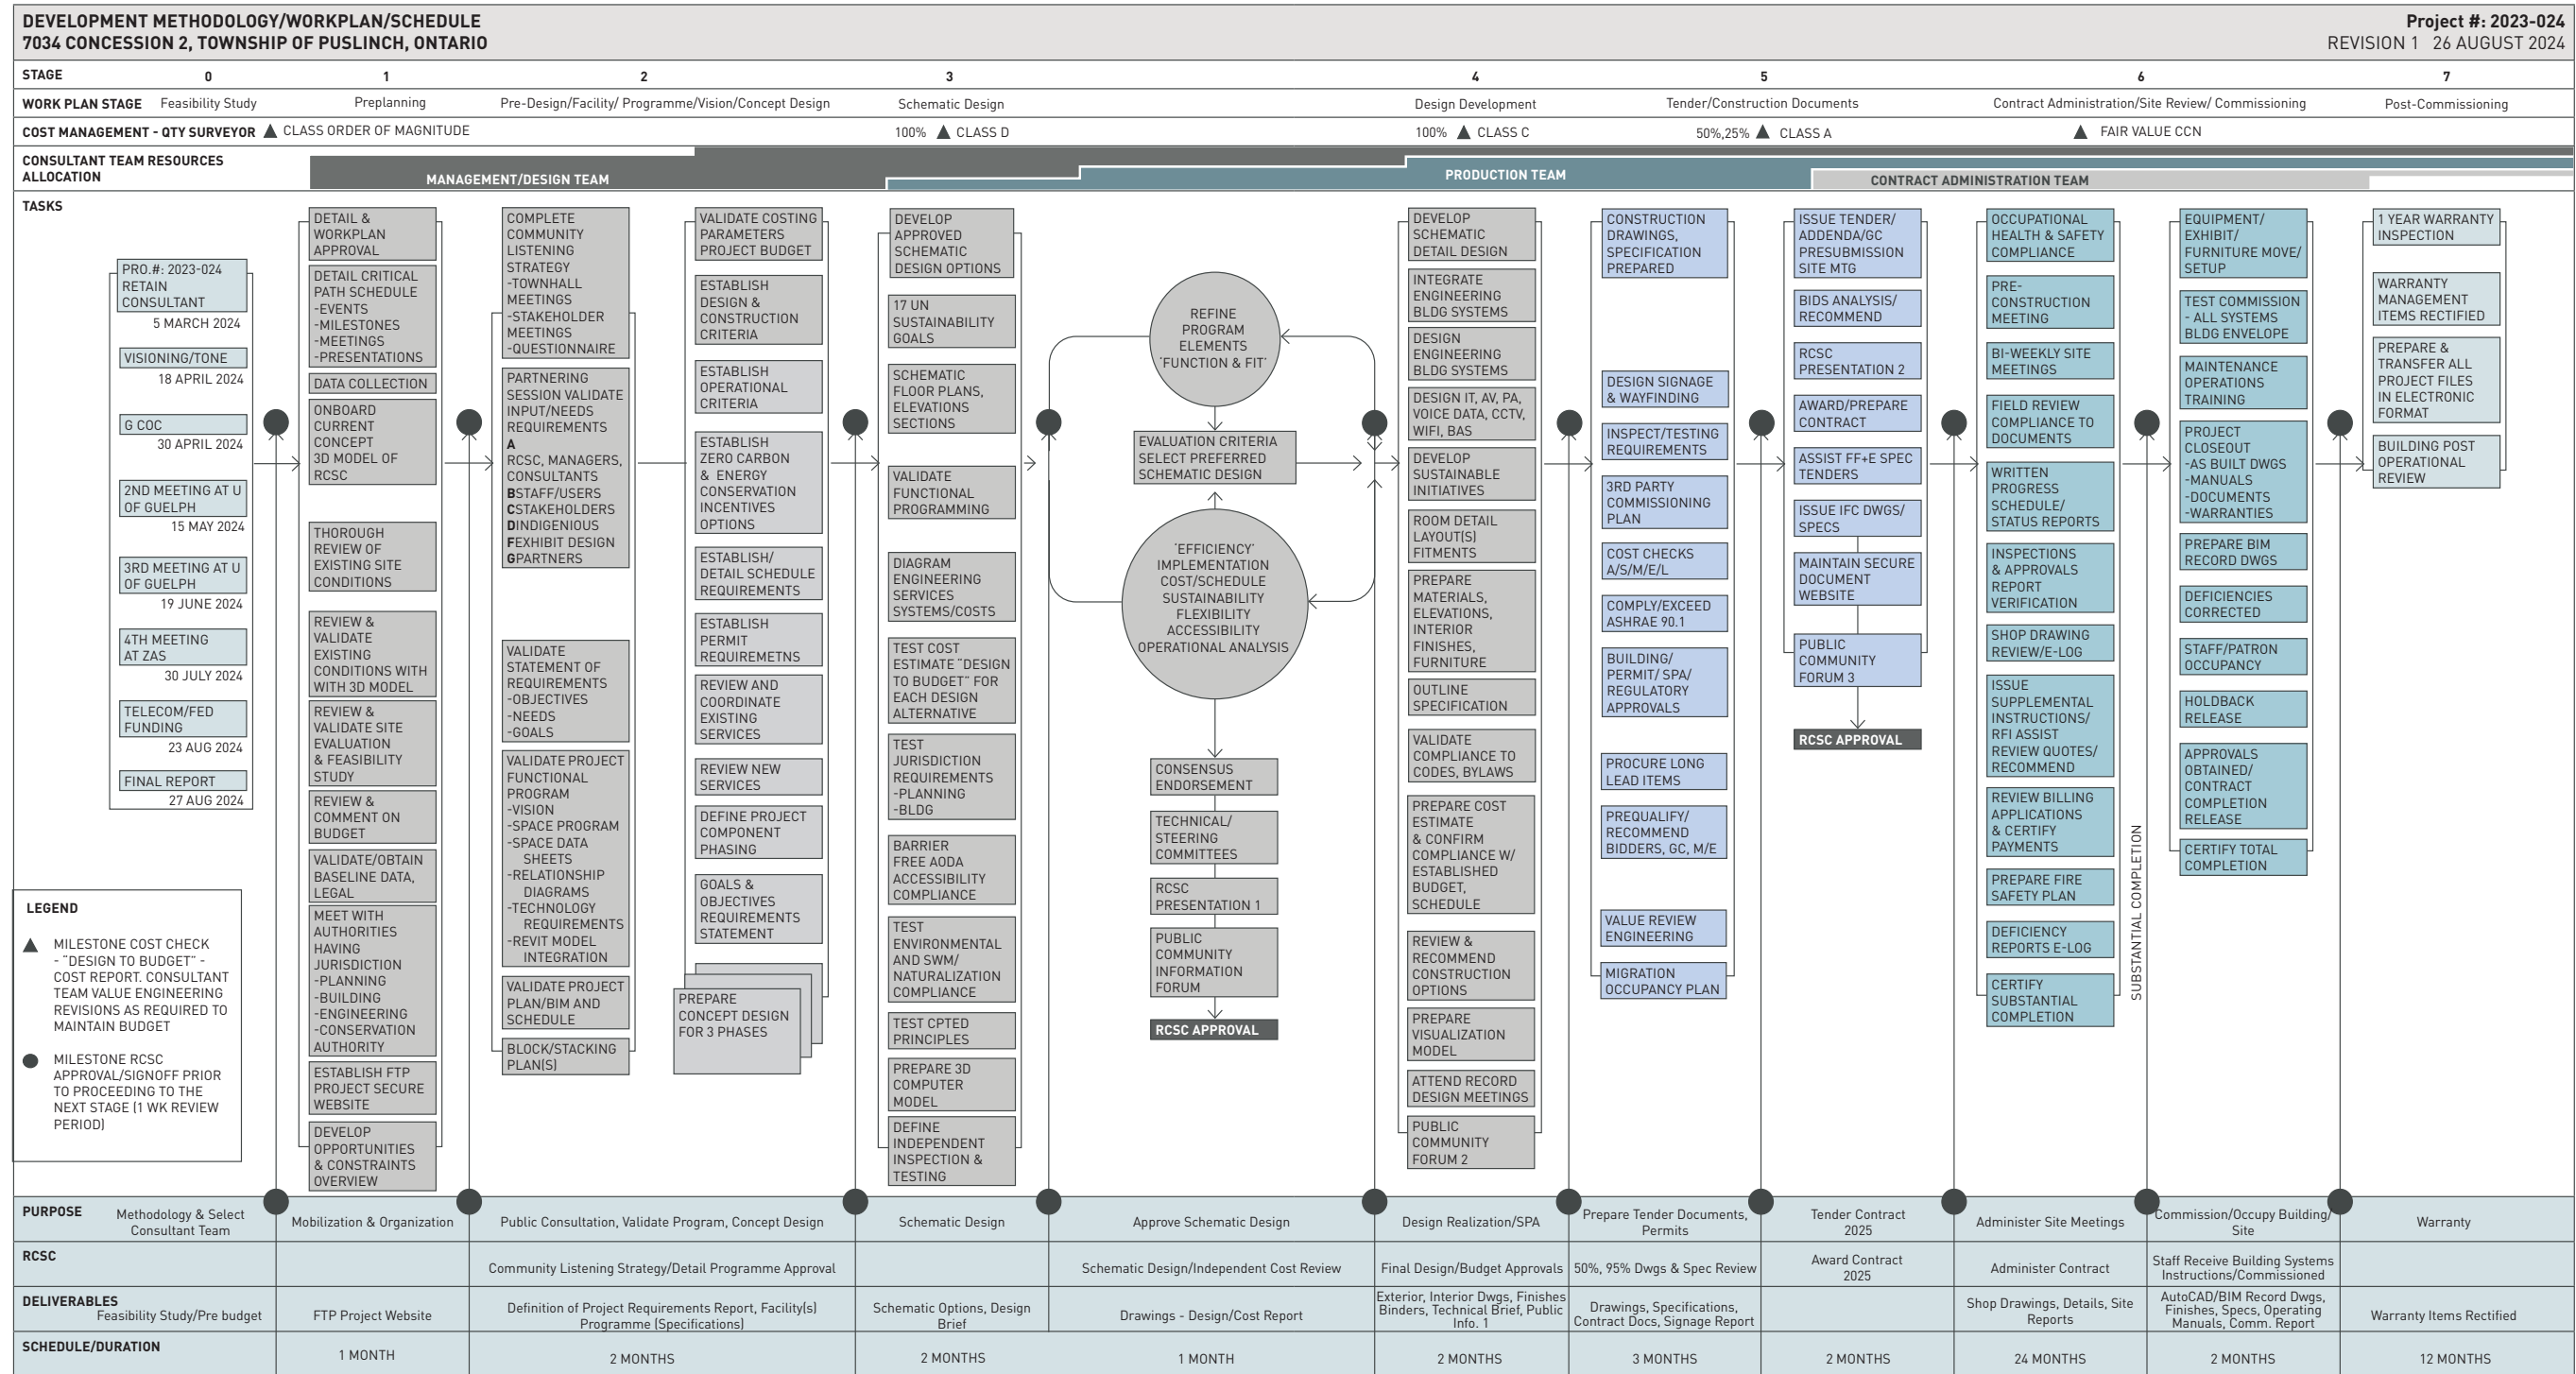 DEVELOPMENT METHODOLOGY/WORKPLAN/SCHEDULE
7034 CONCESSION 2, TOWNSHIP OF PUSLINCH, ONTARIO
Project #: 2023-024
REVISION 1 26 AUGUST 2024
STAGE 0 1 2 3 4 5 6 7
WORK PLAN STAGE Feasibility Study Preplanning Pre-Design/Facility/ Programme/Vision/Concept Design Schematic Design Design Development Tender/Construction Documents Contract Administration/Site Review/ Commissioning Post-Commissioning
COST MANAGEMENT - QTY SURVEYOR ▲ CLASS ORDER OF MAGNITUDE 100% ▲ CLASS D 100% ▲ CLASS C 50%,25% ▲ CLASS A ▲ FAIR VALUE CCN
CONSULTANT TEAM RESOURCES
ALLOCATION
MANAGEMENT/DESIGN TEAM
PRODUCTION TEAM
CONTRACT ADMINISTRATION TEAM
TASKS
PRO.#: 2023-024
RETAIN
CONSULTANT
5 MARCH 2024
VISIONING/TONE
18 APRIL 2024
G COC
30 APRIL 2024
2ND MEETING AT U
OF GUELPH
15 MAY 2024
3RD MEETING AT U
OF GUELPH
19 JUNE 2024
4TH MEETING
AT ZAS
30 JULY 2024
TELECOM/FED
FUNDING
23 AUG 2024
FINAL REPORT
27 AUG 2024
LEGEND
▲ MILESTONE COST CHECK
- “DESIGN TO BUDGET” -
COST REPORT. CONSULTANT
TEAM VALUE ENGINEERING
REVISIONS AS REQUIRED TO
MAINTAIN BUDGET
● MILESTONE RCSC
APPROVAL/SIGNOFF PRIOR
TO PROCEEDING TO THE
NEXT STAGE (1 WK REVIEW
PERIOD)
DETAIL &
WORKPLAN
APPROVAL
DETAIL CRITICAL
PATH SCHEDULE
-EVENTS
-MILESTONES
-MEETINGS
-PRESENTATIONS
DATA COLLECTION
ONBOARD
CURRENT
CONCEPT
3D MODEL OF
RCSC
THOROUGH
REVIEW OF
EXISTING SITE
CONDITIONS
REVIEW &
VALIDATE
EXISTING
CONDITIONS WITH
WITH 3D MODEL
REVIEW &
VALIDATE SITE
EVALUATION
& FEASIBILITY
STUDY
REVIEW &
COMMENT ON
BUDGET
VALIDATE/OBTAIN
BASELINE DATA,
LEGAL
MEET WITH
AUTHORITIES
HAVING
JURISDICTION
-PLANNING
-BUILDING
-ENGINEERING
-CONSERVATION
AUTHORITY
ESTABLISH FTP
PROJECT SECURE
WEBSITE
DEVELOP
OPPORTUNITIES
& CONSTRAINTS
OVERVIEW
COMPLETE
COMMUNITY
LISTENING
STRATEGY
-TOWNHALL
MEETINGS
-STAKEHOLDER
MEETINGS
-QUESTIONNAIRE
PARTNERING
SESSION VALIDATE
INPUT/NEEDS
REQUIREMENTS
A
RCSC, MANAGERS,
CONSULTANTS
BSTAFF/USERS
CSTAKEHOLDERS
DINDIGENIOUS
FEXHIBIT DESIGN
GPARTNERS
VALIDATE
STATEMENT OF
REQUIREMENTS
-OBJECTIVES
-NEEDS
-GOALS
VALIDATE PROJECT
FUNCTIONAL
PROGRAM
-VISION
-SPACE PROGRAM
-SPACE DATA
SHEETS
-RELATIONSHIP
DIAGRAMS
-TECHNOLOGY
REQUIREMENTS
-REVIT MODEL
INTEGRATION
VALIDATE PROJECT
PLAN/BIM AND
SCHEDULE
BLOCK/STACKING
PLAN(S)
VALIDATE COSTING
PARAMETERS
PROJECT BUDGET
ESTABLISH
DESIGN &
CONSTRUCTION
CRITERIA
ESTABLISH
OPERATIONAL
CRITERIA
ESTABLISH
ZERO CARBON
& ENERGY
CONSERVATION
INCENTIVES
OPTIONS
ESTABLISH/
DETAIL SCHEDULE
REQUIREMENTS
ESTABLISH
PERMIT
REQUIREMETNS
REVIEW AND
COORDINATE
EXISTING
SERVICES
REVIEW NEW
SERVICES
DEFINE PROJECT
COMPONENT
PHASING
GOALS &
OBJECTIVES
REQUIREMENTS
STATEMENT
PREPARE
CONCEPT DESIGN
FOR 3 PHASES
DEVELOP
APPROVED
SCHEMATIC
DESIGN OPTIONS
17 UN
SUSTAINABILITY
GOALS
SCHEMATIC
FLOOR PLANS,
ELEVATIONS
SECTIONS
VALIDATE
FUNCTIONAL
PROGRAMMING
DIAGRAM
ENGINEERING
SERVICES
SYSTEMS/COSTS
TEST COST
ESTIMATE “DESIGN
TO BUDGET” FOR
EACH DESIGN
ALTERNATIVE
TEST
JURISDICTION
REQUIREMENTS
-PLANNING
-BLDG
BARRIER
FREE AODA
ACCESSIBILITY
COMPLIANCE
TEST
ENVIRONMENTAL
AND SWM/
NATURALIZATION
COMPLIANCE
TEST CPTED
PRINCIPLES
PREPARE 3D
COMPUTER
MODEL
DEFINE
INDEPENDENT
INSPECTION &
TESTING
REFINE
PROGRAM
ELEMENTS
‘FUNCTION & FIT’
EVALUATION CRITERIA
SELECT PREFERRED
SCHEMATIC DESIGN
‘EFFICIENCY’
IMPLEMENTATION
COST/SCHEDULE
SUSTAINABILITY
FLEXIBILITY
ACCESSIBILITY
OPERATIONAL ANALYSIS
CONSENSUS
ENDORSEMENT
TECHNICAL/
STEERING
COMMITTEES
RCSC
PRESENTATION 1
PUBLIC
COMMUNITY
INFORMATION
FORUM
RCSC APPROVAL
DEVELOP
SCHEMATIC
DETAIL DESIGN
INTEGRATE
ENGINEERING
BLDG SYSTEMS
DESIGN
ENGINEERING
BLDG SYSTEMS
DESIGN IT, AV, PA,
VOICE DATA, CCTV,
WIFI, BAS
DEVELOP
SUSTAINABLE
INITIATIVES
ROOM DETAIL
LAYOUT(S)
FITMENTS
PREPARE
MATERIALS,
ELEVATIONS,
INTERIOR
FINISHES,
FURNITURE
OUTLINE
SPECIFICATION
VALIDATE
COMPLIANCE TO
CODES, BYLAWS
PREPARE COST
ESTIMATE
& CONFIRM
COMPLIANCE W/
ESTABLISHED
BUDGET,
SCHEDULE
REVIEW &
RECOMMEND
CONSTRUCTION
OPTIONS
PREPARE
VISUALIZATION
MODEL
ATTEND RECORD
DESIGN MEETINGS
PUBLIC
COMMUNITY
FORUM 2
CONSTRUCTION
DRAWINGS,
SPECIFICATION
PREPARED
DESIGN SIGNAGE
& WAYFINDING
INSPECT/TESTING
REQUIREMENTS
3RD PARTY
COMMISSIONING
PLAN
COST CHECKS
A/S/M/E/L
COMPLY/EXCEED
ASHRAE 90.1
BUILDING/
PERMIT/ SPA/
REGULATORY
APPROVALS
PROCURE LONG
LEAD ITEMS
PREQUALIFY/
RECOMMEND
BIDDERS, GC, M/E
VALUE REVIEW
ENGINEERING
MIGRATION
OCCUPANCY PLAN
ISSUE TENDER/
ADDENDA/GC
PRESUBMISSION
SITE MTG
BIDS ANALYSIS/
RECOMMEND
RCSC
PRESENTATION 2
AWARD/PREPARE
CONTRACT
ASSIST FF+E SPEC
TENDERS
ISSUE IFC DWGS/
SPECS
MAINTAIN SECURE
DOCUMENT
WEBSITE
PUBLIC
COMMUNITY
FORUM 3
RCSC APPROVAL
OCCUPATIONAL
HEALTH & SAFETY
COMPLIANCE
PRE-
CONSTRUCTION
MEETING
BI-WEEKLY SITE
MEETINGS
FIELD REVIEW
COMPLIANCE TO
DOCUMENTS
WRITTEN
PROGRESS
SCHEDULE/
STATUS REPORTS
INSPECTIONS
& APPROVALS
REPORT
VERIFICATION
SHOP DRAWING
REVIEW/E-LOG
ISSUE
SUPPLEMENTAL
INSTRUCTIONS/
RFI ASSIST
REVIEW QUOTES/
RECOMMEND
REVIEW BILLING
APPLICATIONS
& CERTIFY
PAYMENTS
PREPARE FIRE
SAFETY PLAN
DEFICIENCY
REPORTS E-LOG
CERTIFY
SUBSTANTIAL
COMPLETION
SUBSTANTIAL COMPLETION
EQUIPMENT/
EXHIBIT/
FURNITURE MOVE/
SETUP
TEST COMMISSION
- ALL SYSTEMS
BLDG ENVELOPE
MAINTENANCE
OPERATIONS
TRAINING
PROJECT
CLOSEOUT
-AS BUILT DWGS
-MANUALS
-DOCUMENTS
-WARRANTIES
PREPARE BIM
RECORD DWGS
DEFICIENCIES
CORRECTED
STAFF/PATRON
OCCUPANCY
HOLDBACK
RELEASE
APPROVALS
OBTAINED/
CONTRACT
COMPLETION
RELEASE
CERTIFY TOTAL
COMPLETION
1 YEAR WARRANTY
INSPECTION
WARRANTY
MANAGEMENT
ITEMS RECTIFIED
PREPARE &
TRANSFER ALL
PROJECT FILES
IN ELECTRONIC
FORMAT
BUILDING POST
OPERATIONAL
REVIEW
PURPOSE
Methodology & Select
Consultant Team
Mobilization & Organization
Public Consultation, Validate Program, Concept Design
Schematic Design
Approve Schematic Design
Design Realization/SPA
Prepare Tender Documents,
Permits
Tender Contract
2025
Administer Site Meetings
Commission/Occupy Building/
Site
Warranty
RCSC
Community Listening Strategy/Detail Programme Approval
Schematic Design/Independent Cost Review
Final Design/Budget Approvals
50%, 95% Dwgs & Spec Review
Award Contract
2025
Administer Contract
Staff Receive Building Systems
Instructions/Commissioned
DELIVERABLES
Feasibility Study/Pre budget
FTP Project Website
Definition of Project Requirements Report, Facility(s)
Programme (Specifications)
Schematic Options, Design
Brief
Drawings - Design/Cost Report
Exterior, Interior Dwgs, Finishes
Binders, Technical Brief, Public
Info. 1
Drawings, Specifications,
Contract Docs, Signage Report
Shop Drawings, Details, Site
Reports
AutoCAD/BIM Record Dwgs,
Finishes, Specs, Operating
Manuals, Comm. Report
Warranty Items Rectified
SCHEDULE/DURATION
1 MONTH
2 MONTHS
2 MONTHS
1 MONTH
2 MONTHS
3 MONTHS
2 MONTHS
24 MONTHS
2 MONTHS
12 MONTHS